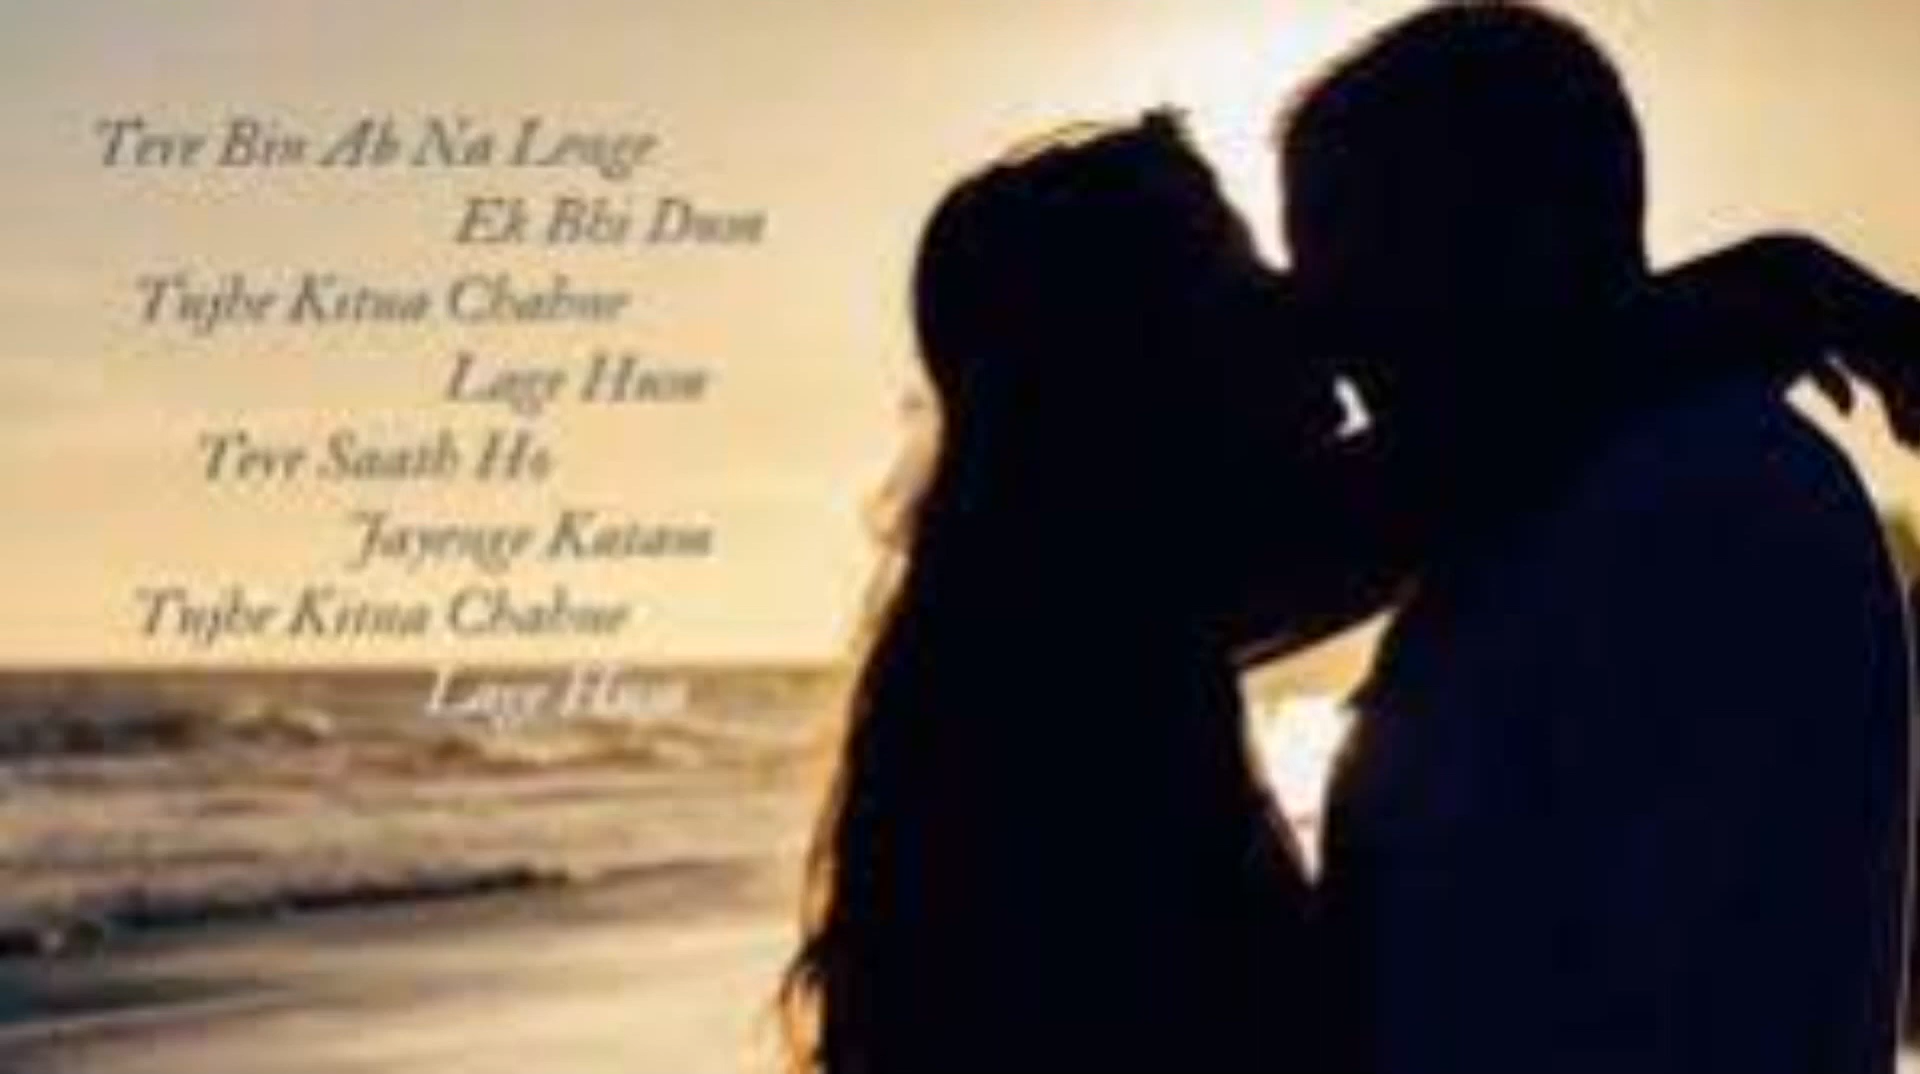 Tere Bin Ab Na Lenge
Ek Bhi Dum
Tujhe Kitna Chahne
Lage Hum
Tere Saath Ho
Jayenge Katam
Tujhe Kitna Chahne
Lage Hum